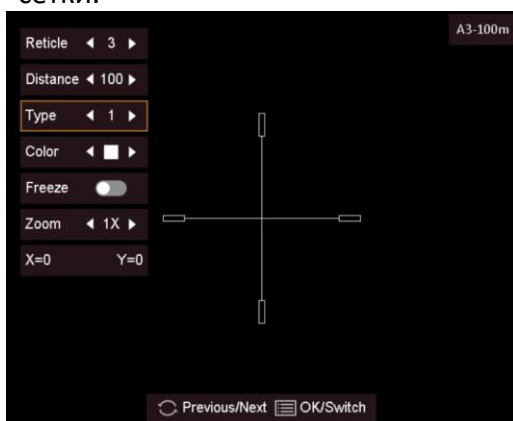 сетки.
A3-100m
Reticle 3
Distance 100
Type 1
Color
Freeze
Zoom 1X
X=0 Y=0
Previous/Next OK/Switch